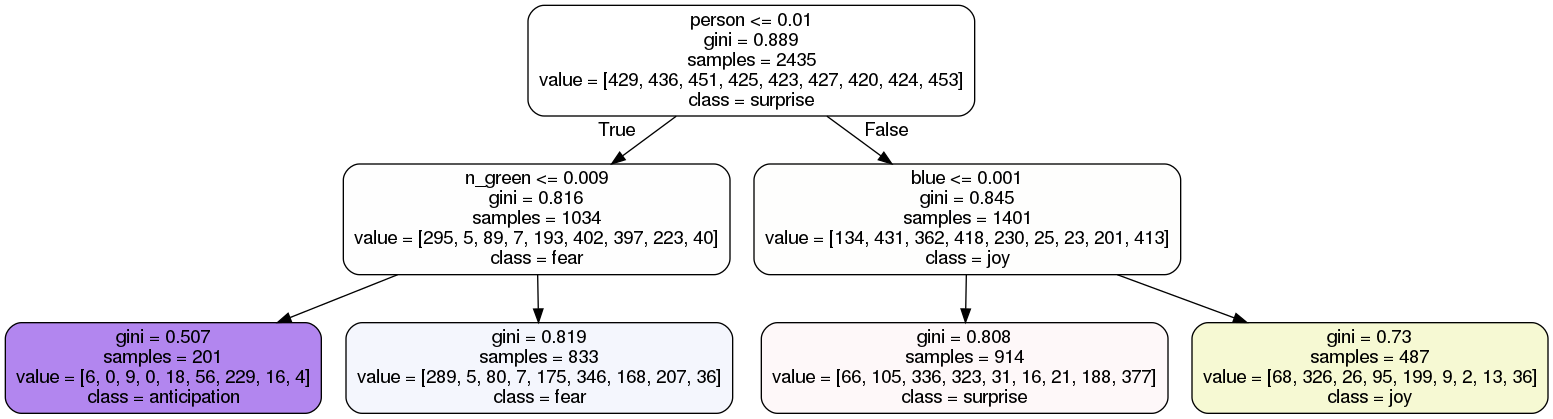 person <= 0.01
gini = 0.889
samples = 2435
value = [429, 436, 451, 425, 423, 427, 420, 424, 453]
class = surprise
True
False
n_green <= 0.009
gini = 0.816
samples = 1034
value = [295, 5, 89, 7, 193, 402, 397, 223, 40]
class = fear
blue <= 0.001
gini = 0.845
samples = 1401
value = [134, 431, 362, 418, 230, 25, 23, 201, 413]
class = joy
gini = 0.507
samples = 201
value = [6, 0, 9, 0, 18, 56, 229, 16, 4]
class = anticipation
gini = 0.819
samples = 833
value = [289, 5, 80, 7, 175, 346, 168, 207, 36]
class = fear
gini = 0.808
samples = 914
value = [66, 105, 336, 323, 31, 16, 21, 188, 377]
class = surprise
gini = 0.73
samples = 487
value = [68, 326, 26, 95, 199, 9, 2, 13, 36]
class = joy